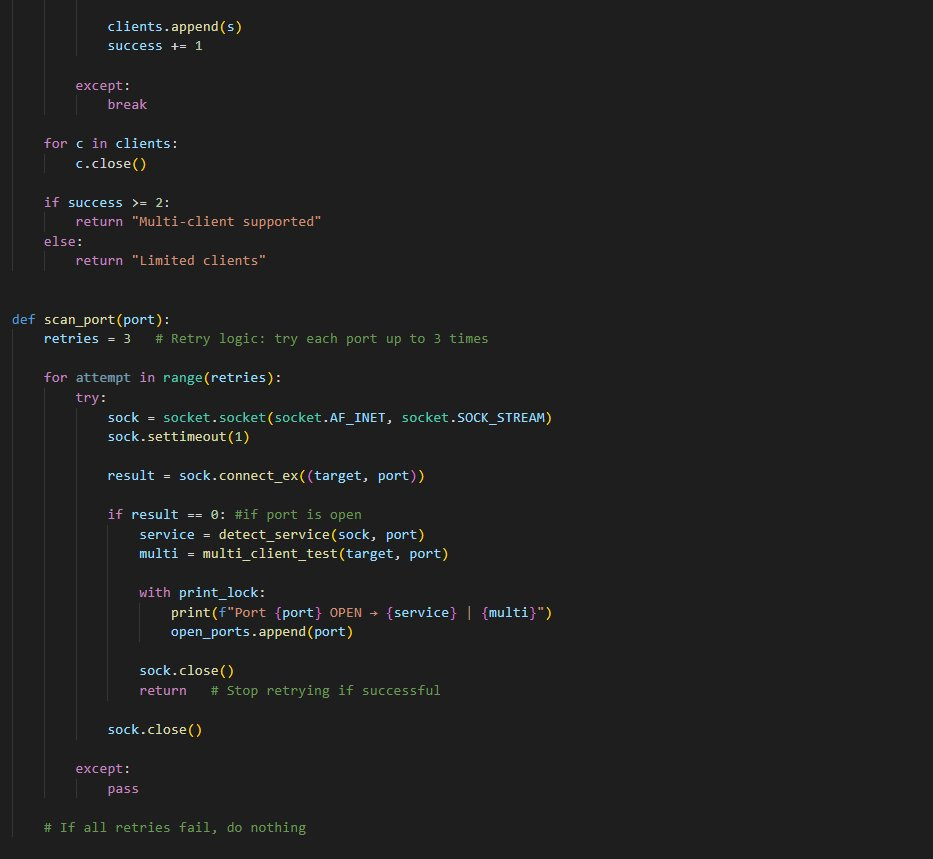 clients.append(s)
            success += 1

        except:
            break

    for c in clients:
        c.close()

    if success >= 2:
        return "Multi-client supported"
    else:
        return "Limited clients"


def scan_port(port):
    retries = 3   # Retry logic: try each port up to 3 times

    for attempt in range(retries):
        try:
            sock = socket.socket(socket.AF_INET, socket.SOCK_STREAM)
            sock.settimeout(1)

            result = sock.connect_ex((target, port))

            if result == 0: #if port is open
                service = detect_service(sock, port)
                multi = multi_client_test(target, port)

                with print_lock:
                    print(f"Port {port} OPEN → {service} | {multi}")
                    open_ports.append(port)

                sock.close()
                return   # Stop retrying if successful

            sock.close()

        except:
            pass

    # If all retries fail, do nothing